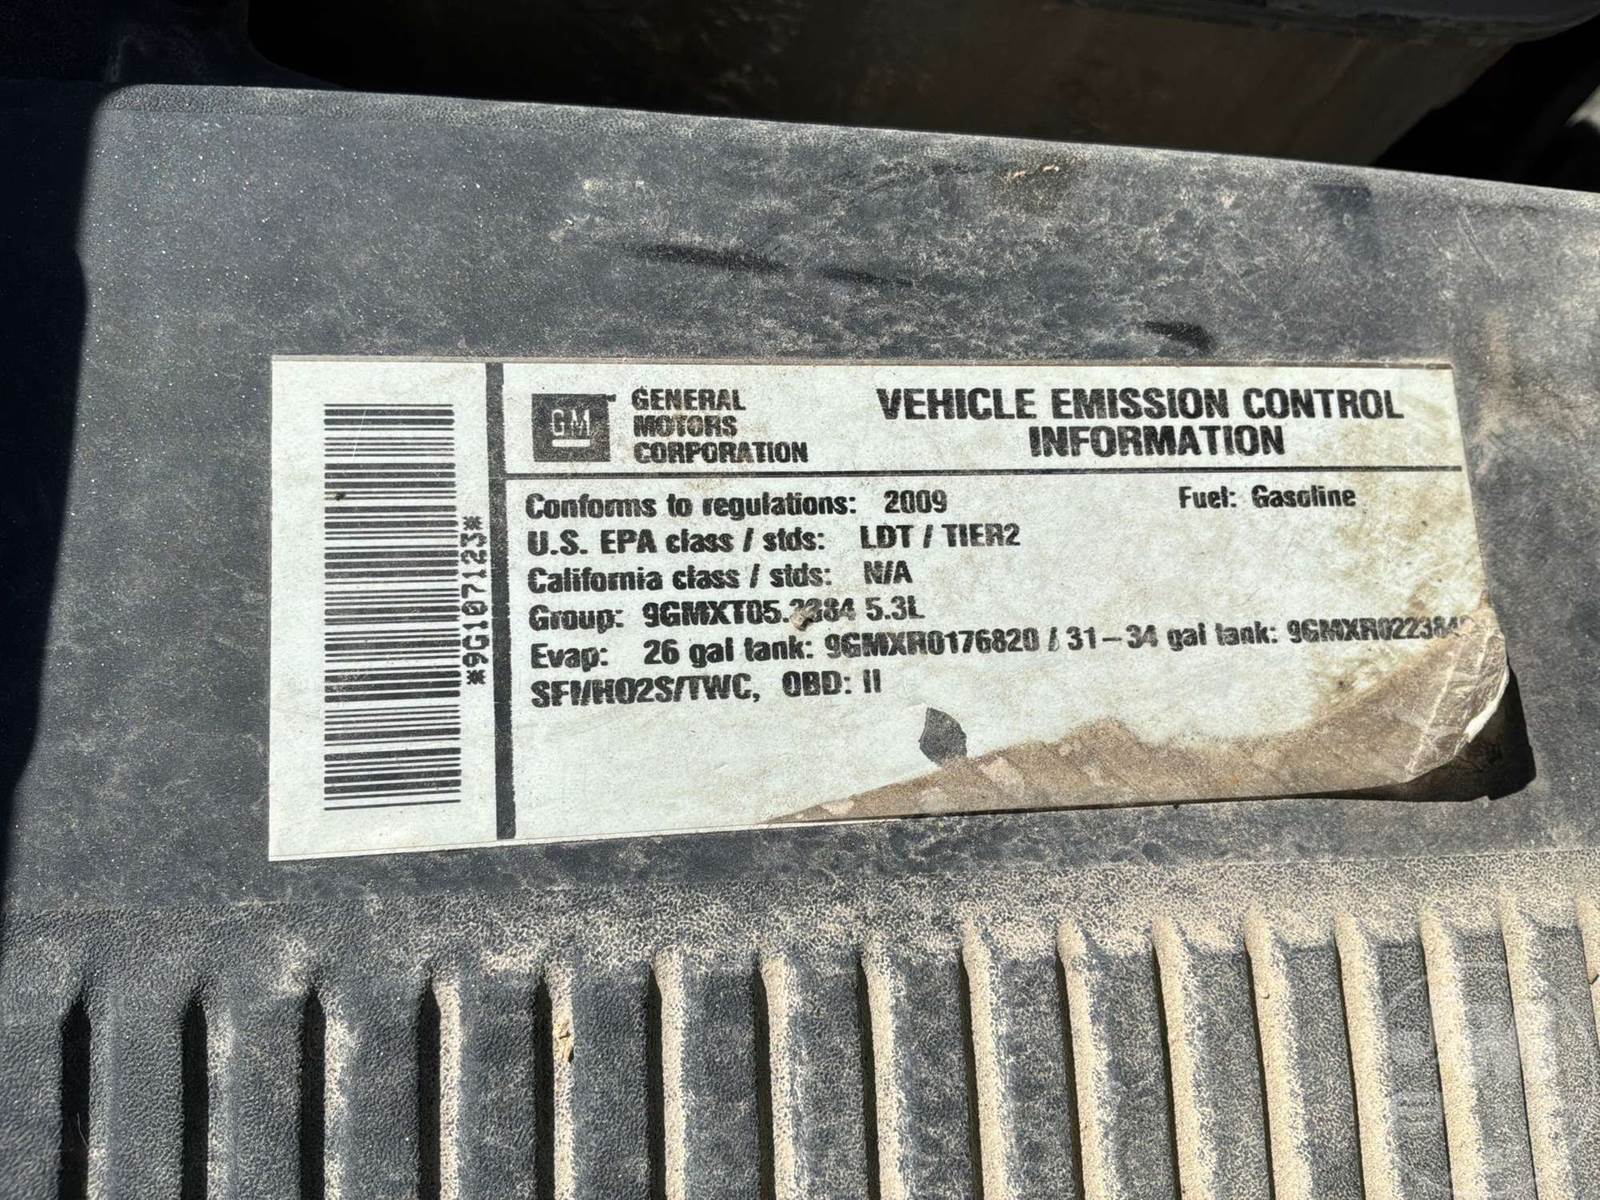 *9G107123*
GM
GENERAL
MOTORS
CORPORATION
VEHICLE EMISSION CONTROL
INFORMATION
Conforms to regulations: 2009
Fuel: Gasoline
U.S. EPA class / stds: LDT / TIER2
California class / stds: N/A
Group: 5.3L
Evap: 26 gal tank: 9GMXR0176820 / 31-34 gal tank:
SFI/HO2S/TWC, OBD: II